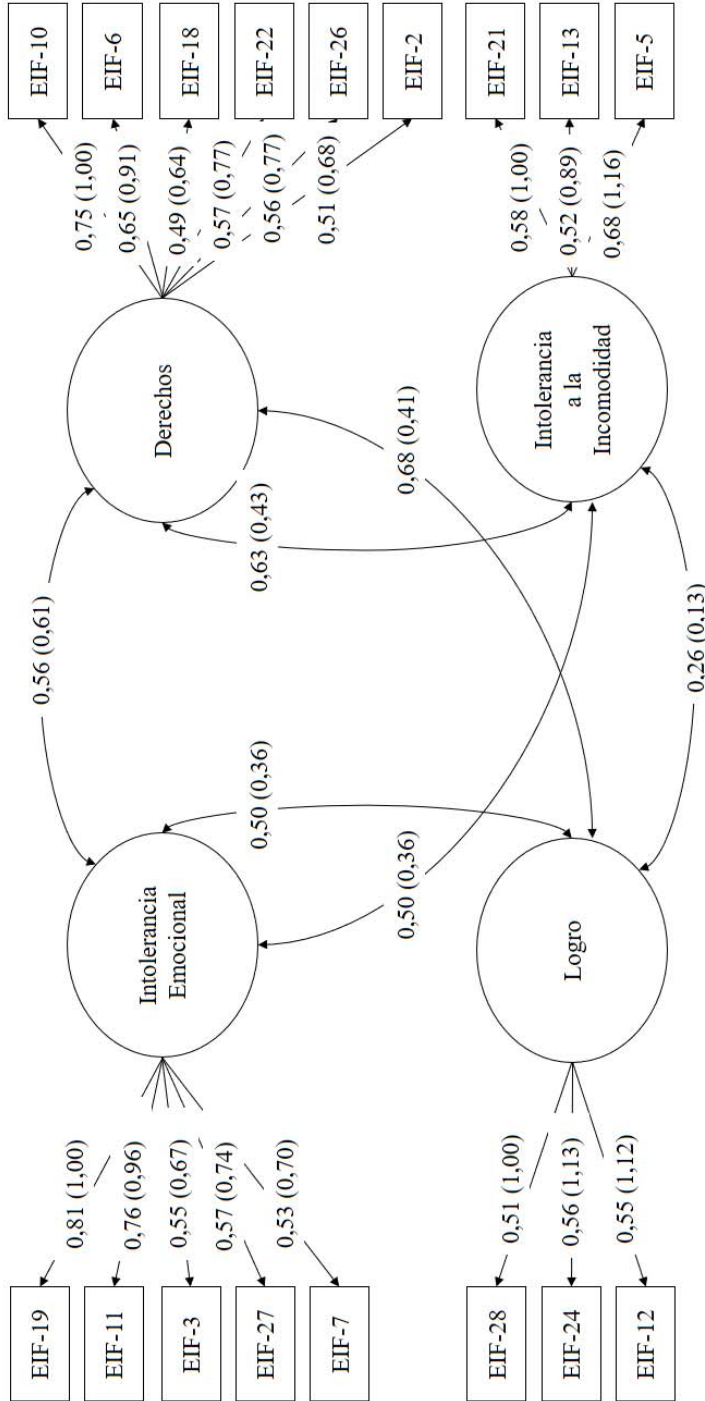 EIF-19
EIF-11
EIF-3
EIF-27
EIF-7
0,81 (1,00)
0,76 (0,96)
0,55 (0,67)
0,57 (0,74)
0,53 (0,70)
Intolerancia
Emocional
0,56 (0,61)
Derechos
0,75 (1,00)
0,65 (0,91)
0,49 (0,64)
0,57 (0,77)
0,56 (0,77)
0,51 (0,68)
EIF-10
EIF-6
EIF-18
EIF-22
EIF-26
EIF-2
0,50 (0,36)
0,63 (0,43)
0,50 (0,36)
0,68 (0,41)
EIF-28
EIF-24
EIF-12
0,51 (1,00)
0,56 (1,13)
0,55 (1,12)
Logro
0,26 (0,13)
Intolerancia
a la
Incomodidad
0,58 (1,00)
0,52 (0,89)
0,68 (1,16)
EIF-21
EIF-13
EIF-5